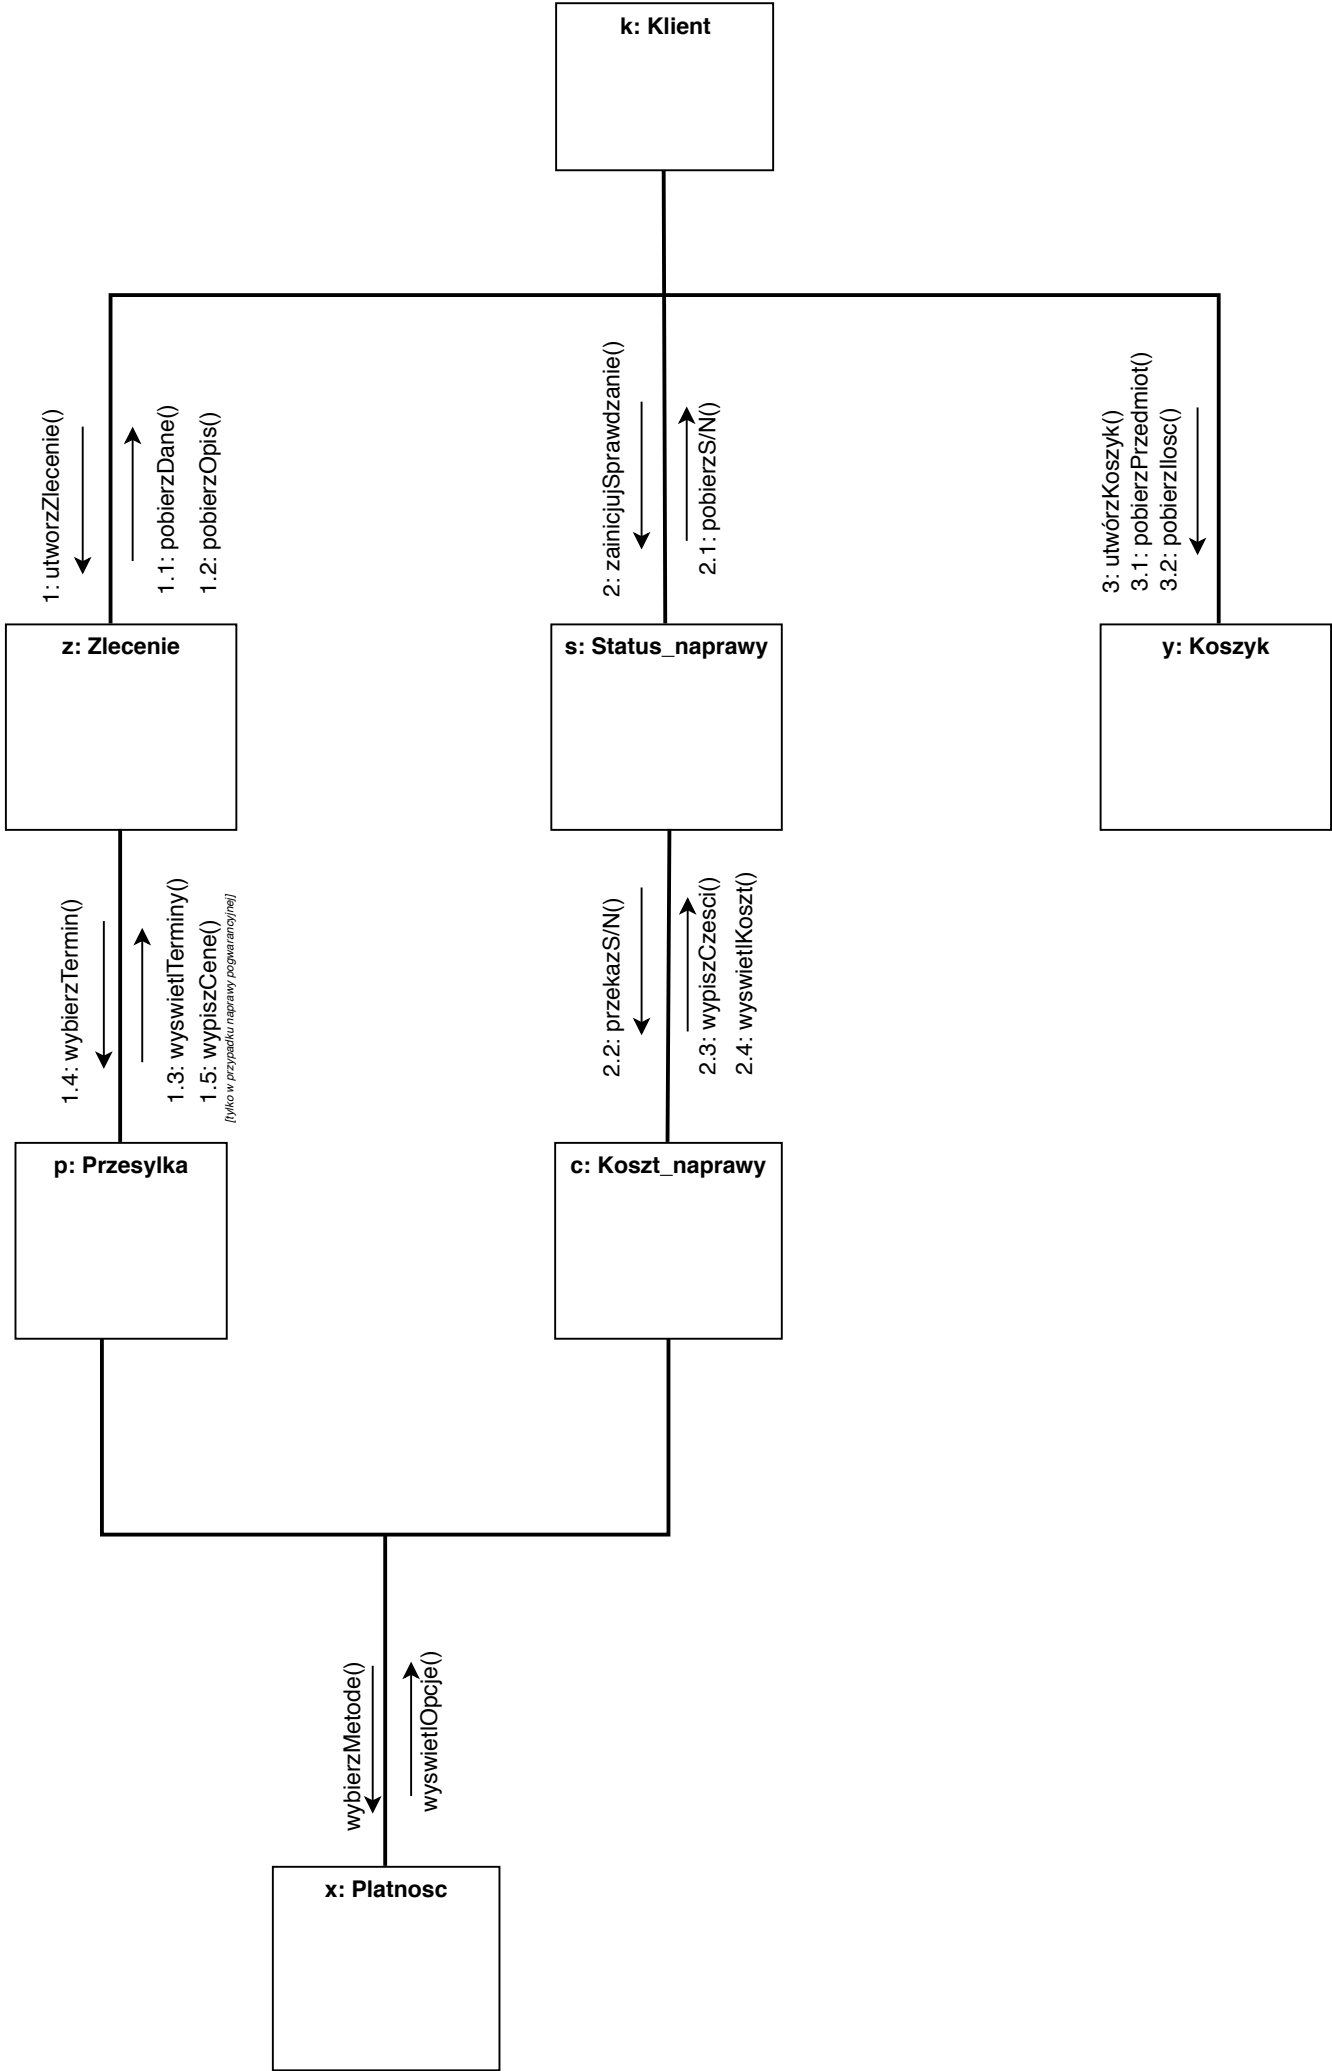 k: Klient
1: utworzZlecenie()
1.1: pobierzDane()
1.2: pobierzOpis()
2: zainicjujSprawdzanie()
2.1: pobierzS/N()
3: utwórzKoszyk()
3.1: pobierzPrzedmiot()
3.2: pobierzIlosc()
z: Zlecenie
s: Status_naprawy
y: Koszyk
1.4: wybierzTermin()
1.3: wyswietlTerminy()
1.5: wypiszCene()
[tylko w przypadku naprawy pogwarancyjnej]
2.2: przekazS/N()
2.3: wypiszCzesci()
2.4: wyswietlKoszt()
p: Przesylka
c: Koszt_naprawy
wybierzMetode()
wyswietlOpcje()
x: Platnosc